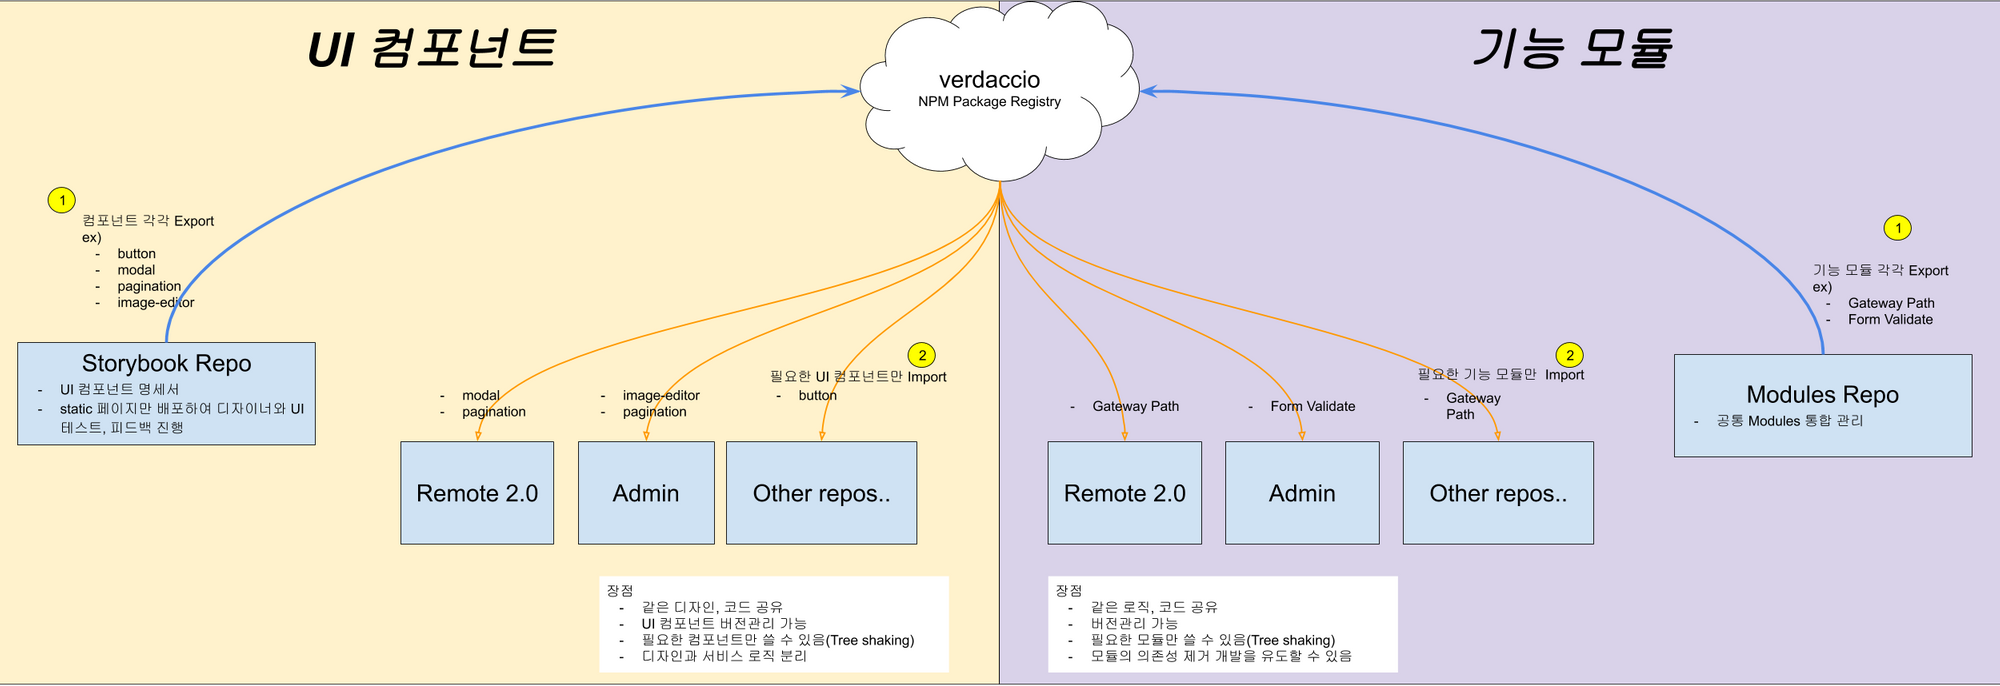 UI 컴포넌트
기능 모듈
verdaccio
NPM Package Registry
1
컴포넌트 각각 Export
ex)
- button
- modal
- pagination
- image-editor
Storybook Repo
- UI 컴포넌트 명세서
- static 페이지만 배포하여 디자이너와 UI
테스트, 피드백 진행
2
필요한 UI 컴포넌트만 Import
- modal
- pagination
- image-editor
- pagination
- button
Remote 2.0
Admin
Other repos..
장점
- 같은 디자인, 코드 공유
- UI 컴포넌트 버전관리 가능
- 필요한 컴포넌트만 쓸 수 있음(Tree shaking)
- 디자인과 서비스 로직 분리
1
기능 모듈 각각 Export
ex)
- Gateway Path
- Form Validate
Modules Repo
- 공통 Modules 통합 관리
2
필요한 기능 모듈만 Import
- Gateway Path
- Form Validate
- Gateway
Path
Remote 2.0
Admin
Other repos..
장점
- 같은 로직, 코드 공유
- 버전관리 가능
- 필요한 모듈만 쓸 수 있음(Tree shaking)
- 모듈의 의존성 제거 개발을 유도할 수 있음